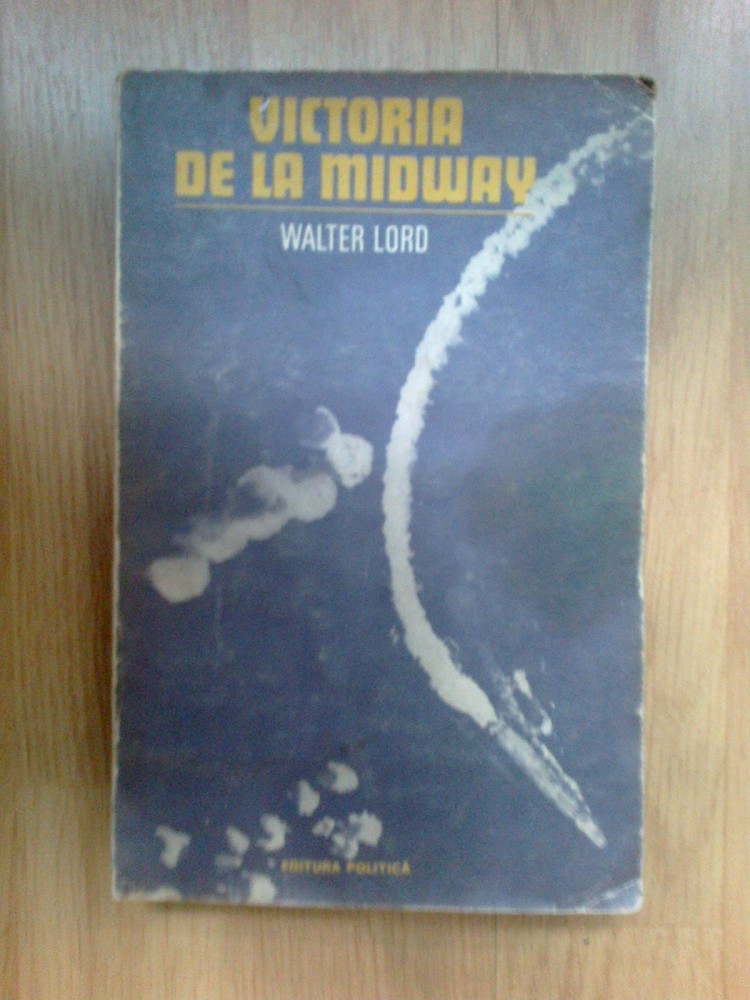 VICTORIA
DE LA MIDWAY
WALTER LORD
EDITURA POLITICĂ